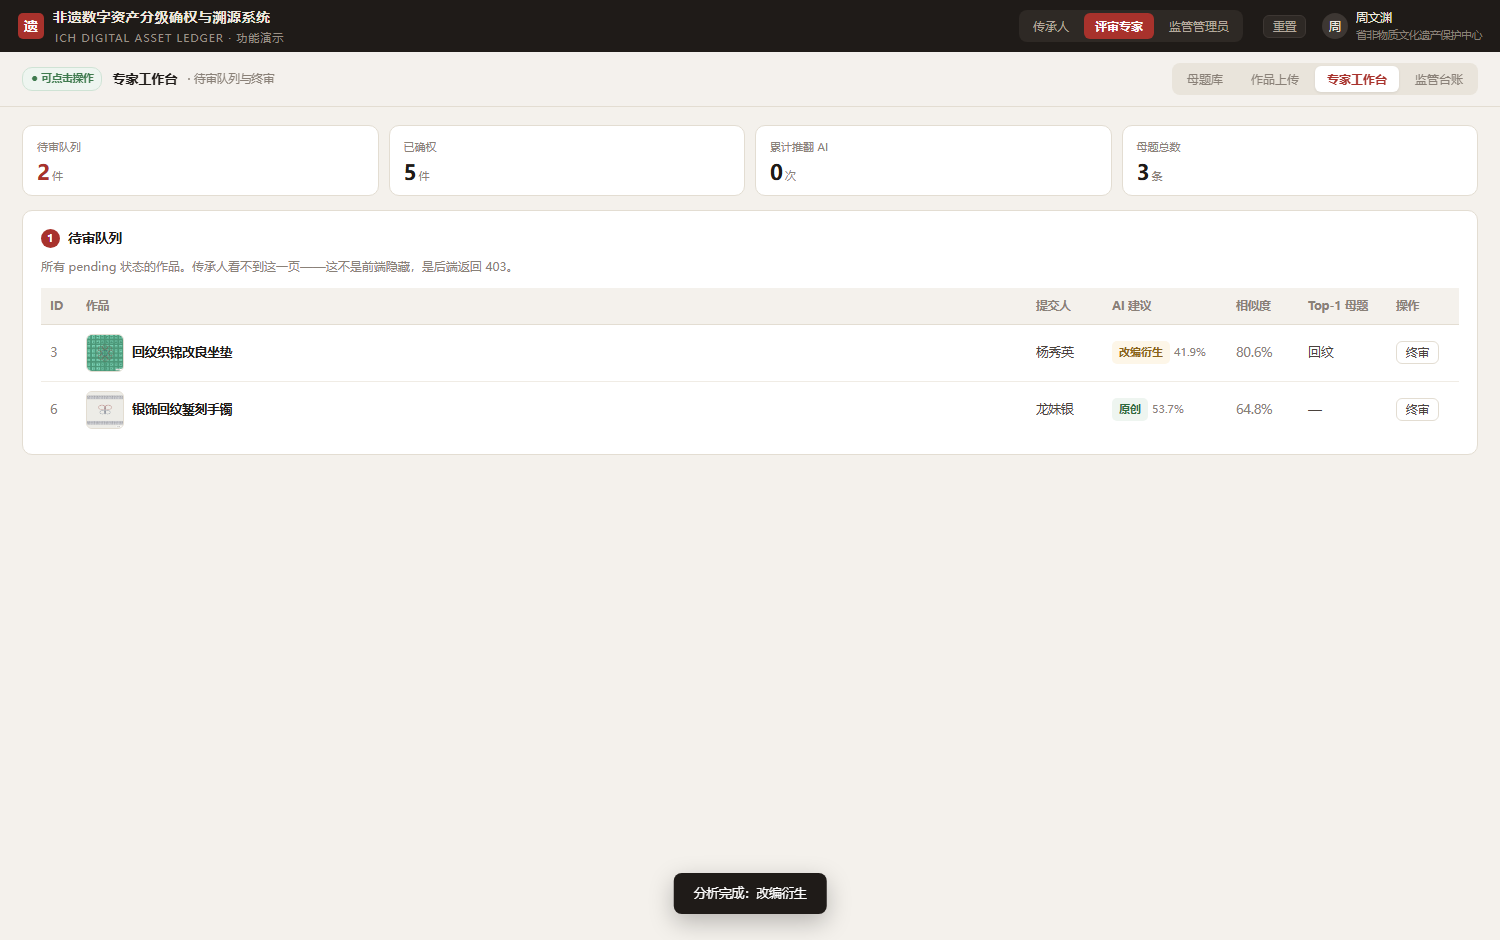 遗
非遗数字资产分级确权与溯源系统
ICH DIGITAL ASSET LEDGER · 功能演示
传承人
评审专家
监管管理员
重置
周
周文渊
省非物质文化遗产保护中心
可点击操作
专家工作台
· 待审队列与终审
母题库
作品上传
专家工作台
监管台账
待审队列
2 件
已确权
5 件
累计推翻 AI
0 次
母题总数
3 条
1 待审队列
所有 pending 状态的作品。传承人看不到这一页——这不是前端隐藏，是后端返回 403。
ID 作品 提交人 AI 建议 相似度 Top-1 母题 操作
3 回纹织锦改良坐垫 杨秀英 改编衍生 41.9% 80.6% 回纹 终审
6 银饰回纹錾刻手镯 龙妹银 原创 53.7% 64.8% — 终审
分析完成：改编衍生